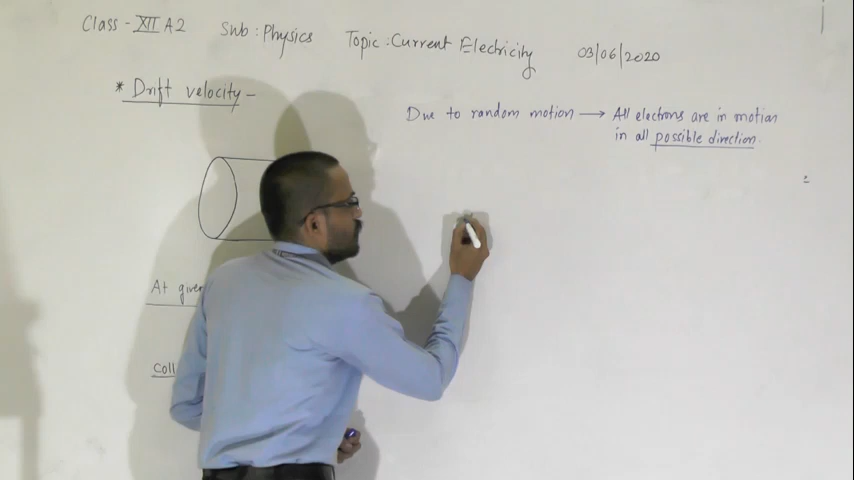 Class - XII A2 Sub : Physics Topic : Current Electricity 03/06/2020
* Drift velocity -
Due to random motion → All electrons are in motion
in all possible direction.
At given
Coll